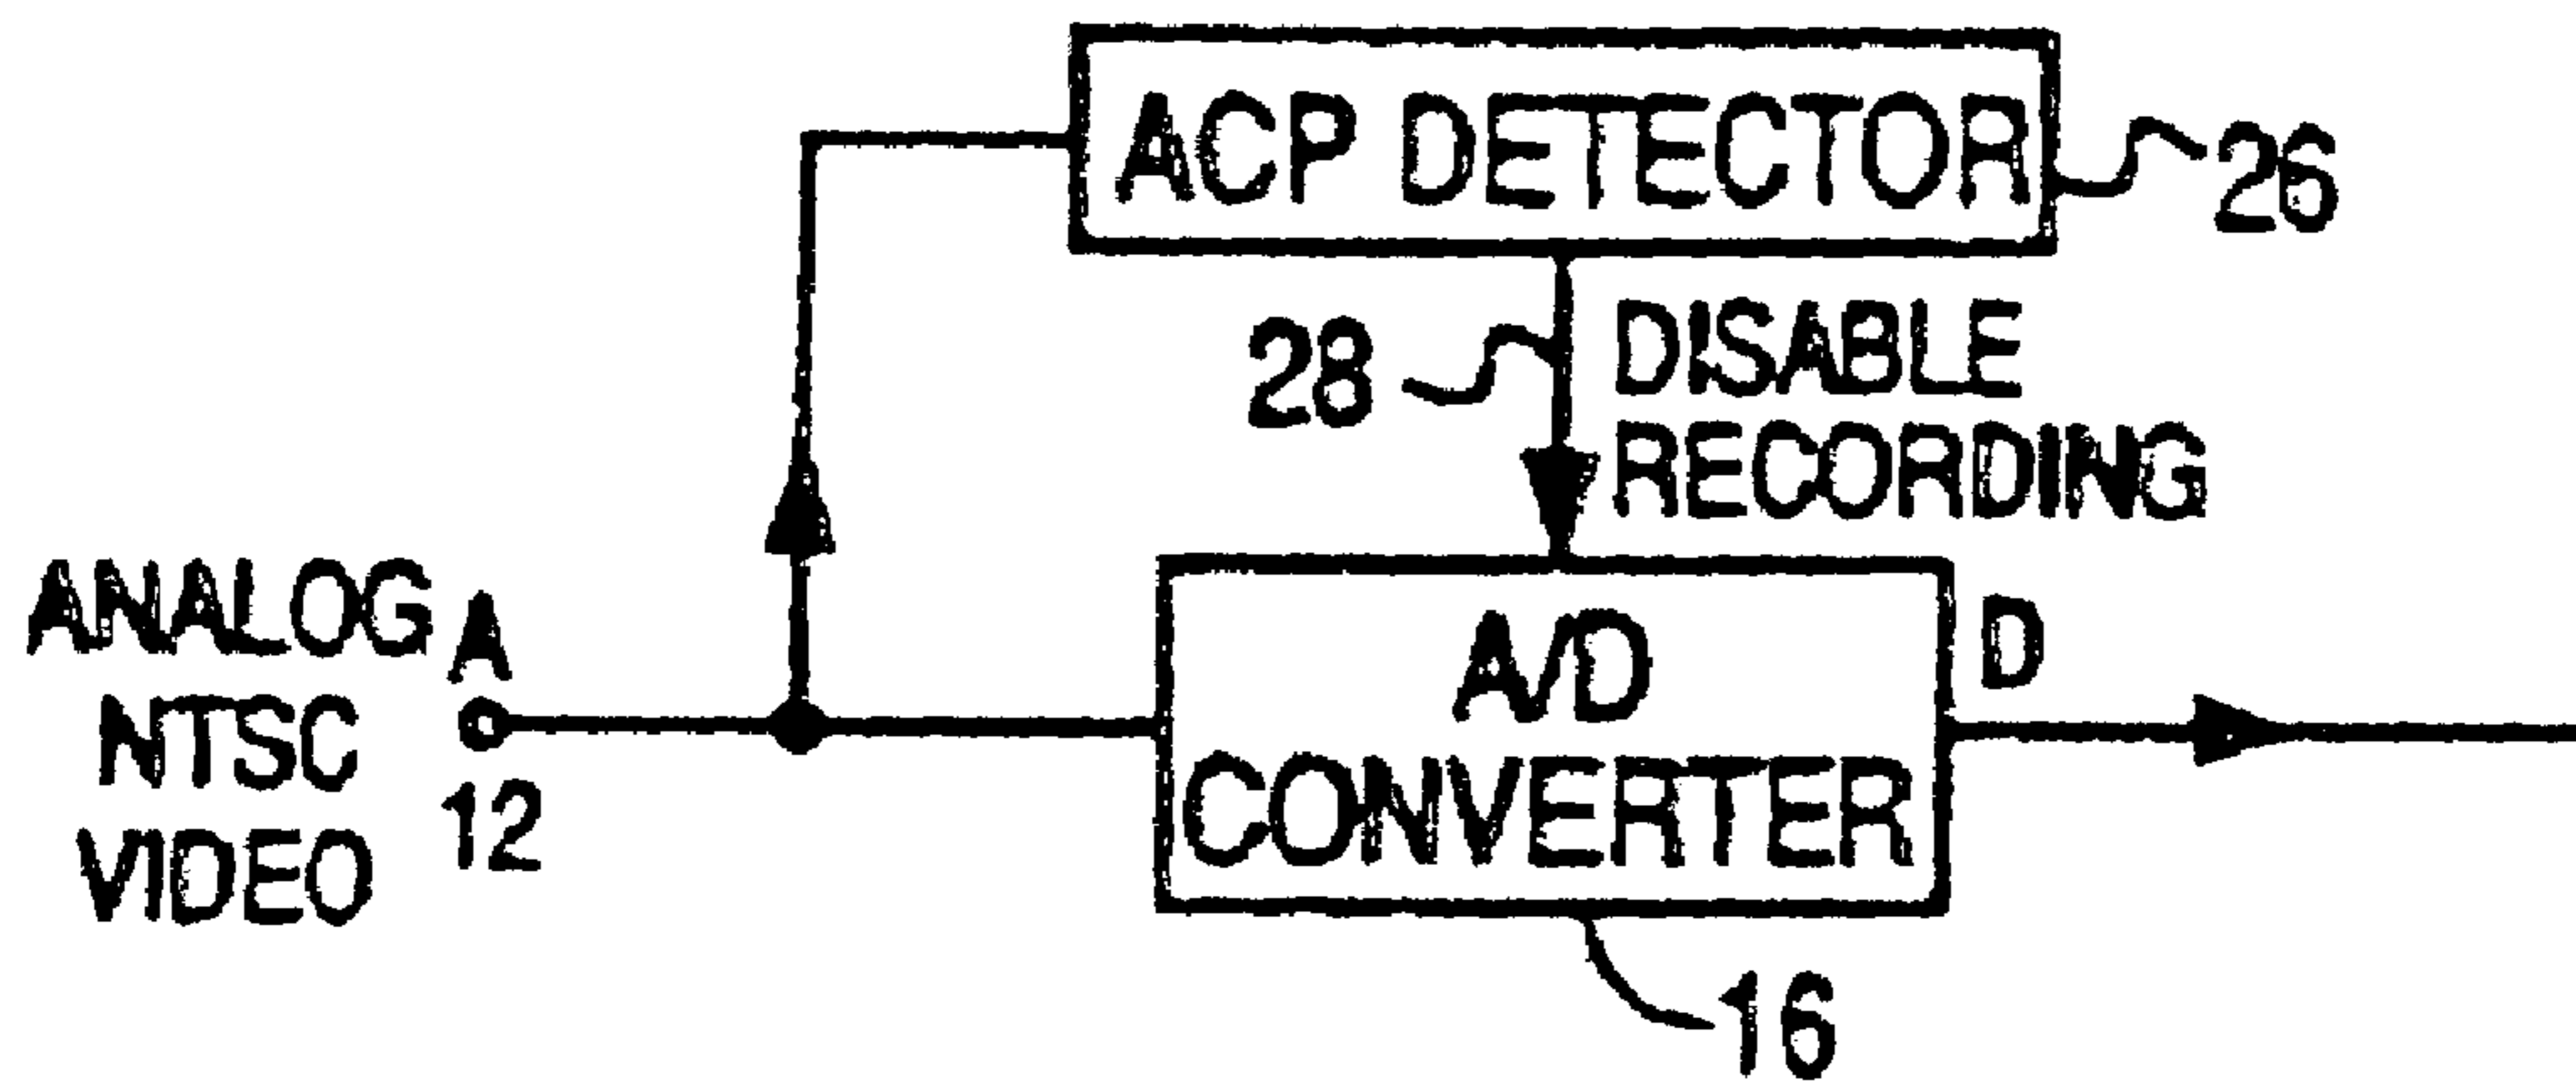 ACP DETECTOR
26
28
DISABLE
RECORDING
ANALOG
NTSC
VIDEO
A
12
A/D
CONVERTER
D
16